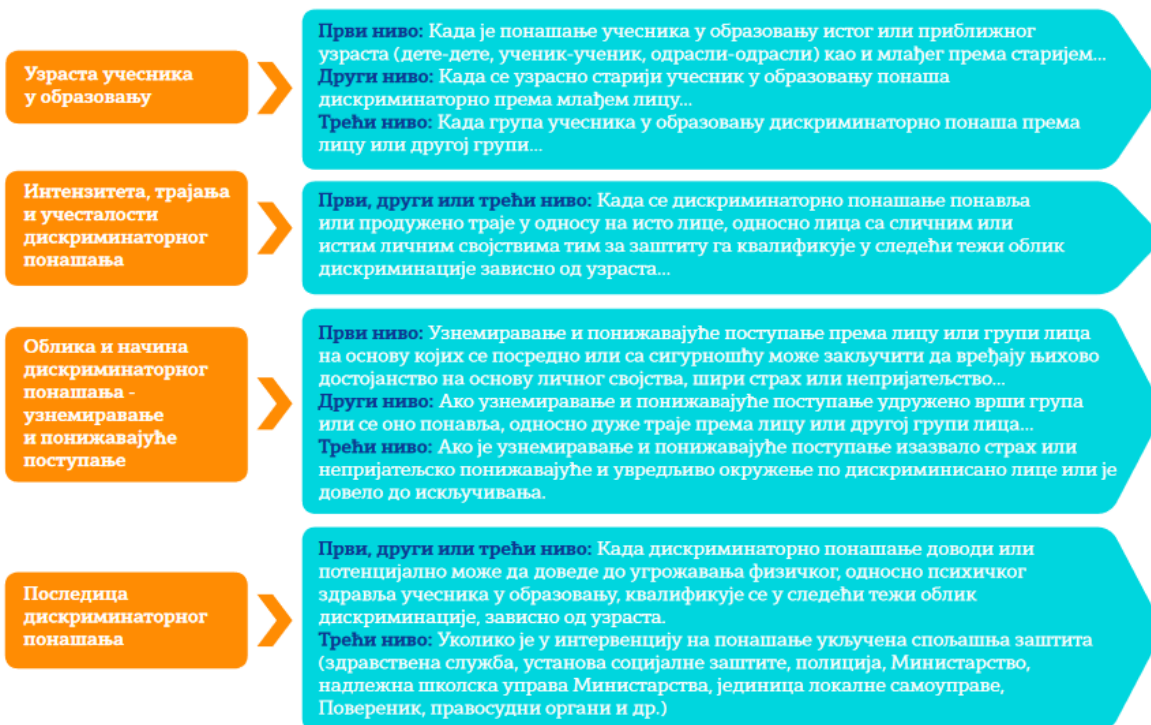 Узраста учесника
у образовању
Први ниво: Када је понашање учесника у образовању истог или приближног
узраста (дете-дете, ученик-ученик, одрасли-одрасли) као и млађег према старијем...
Други ниво: Када се узрасно старији учесник у образовању понаша
дискриминаторно према млађем лицу...
Трећи ниво: Када група учесника у образовању дискриминаторно понаша према
лицу или другој групи...
Интензитета, трајања
и учесталости
дискриминаторног
понашања
Први, други или трећи ниво: Када се дискриминаторно понашање понавља
или продужено траје у односу на исто лице, односно лица са сличним или
истим личним својствима тим за заштиту га квалификује у следећи тежи облик
дискриминације зависно од узраста...
Облика и начина
дискриминаторног
понашања -
узнемиравање
и понижавајуће
поступање
Први ниво: Узнемиравање и понижавајуће поступање према лицу или групи лица
на основу којих се посредно или са сигурношћу може закључити да вређају њихово
достојанство на основу личног својства, шири страх или непријатељство...
Други ниво: Ако узнемиравање и понижавајуће поступање удружено врши група
или се оно понавља, односно дуже траје према лицу или другој групи лица...
Трећи ниво: Ако је узнемиравање и понижавајуће поступање изазвало страх или
непријатељско понижавајуће и увредљиво окружење по дискриминисано лице или је
довело до искључивања.
Последица
дискриминаторног
понашања
Први, други или трећи ниво: Када дискриминаторно понашање доводи или
потенцијално може да доведе до угрожавања физичког, односно психичког
здравља учесника у образовању, квалификује се у следећи тежи облик
дискриминације, зависно од узраста.
Трећи ниво: Уколико је у интервенцију на понашање укључена спољашња заштита
(здравствена служба, установа социјалне заштите, полиција, Министарство,
надлежна школска управа Министарства, јединица локалне самоуправе,
Повереник, правосудни органи и др.)